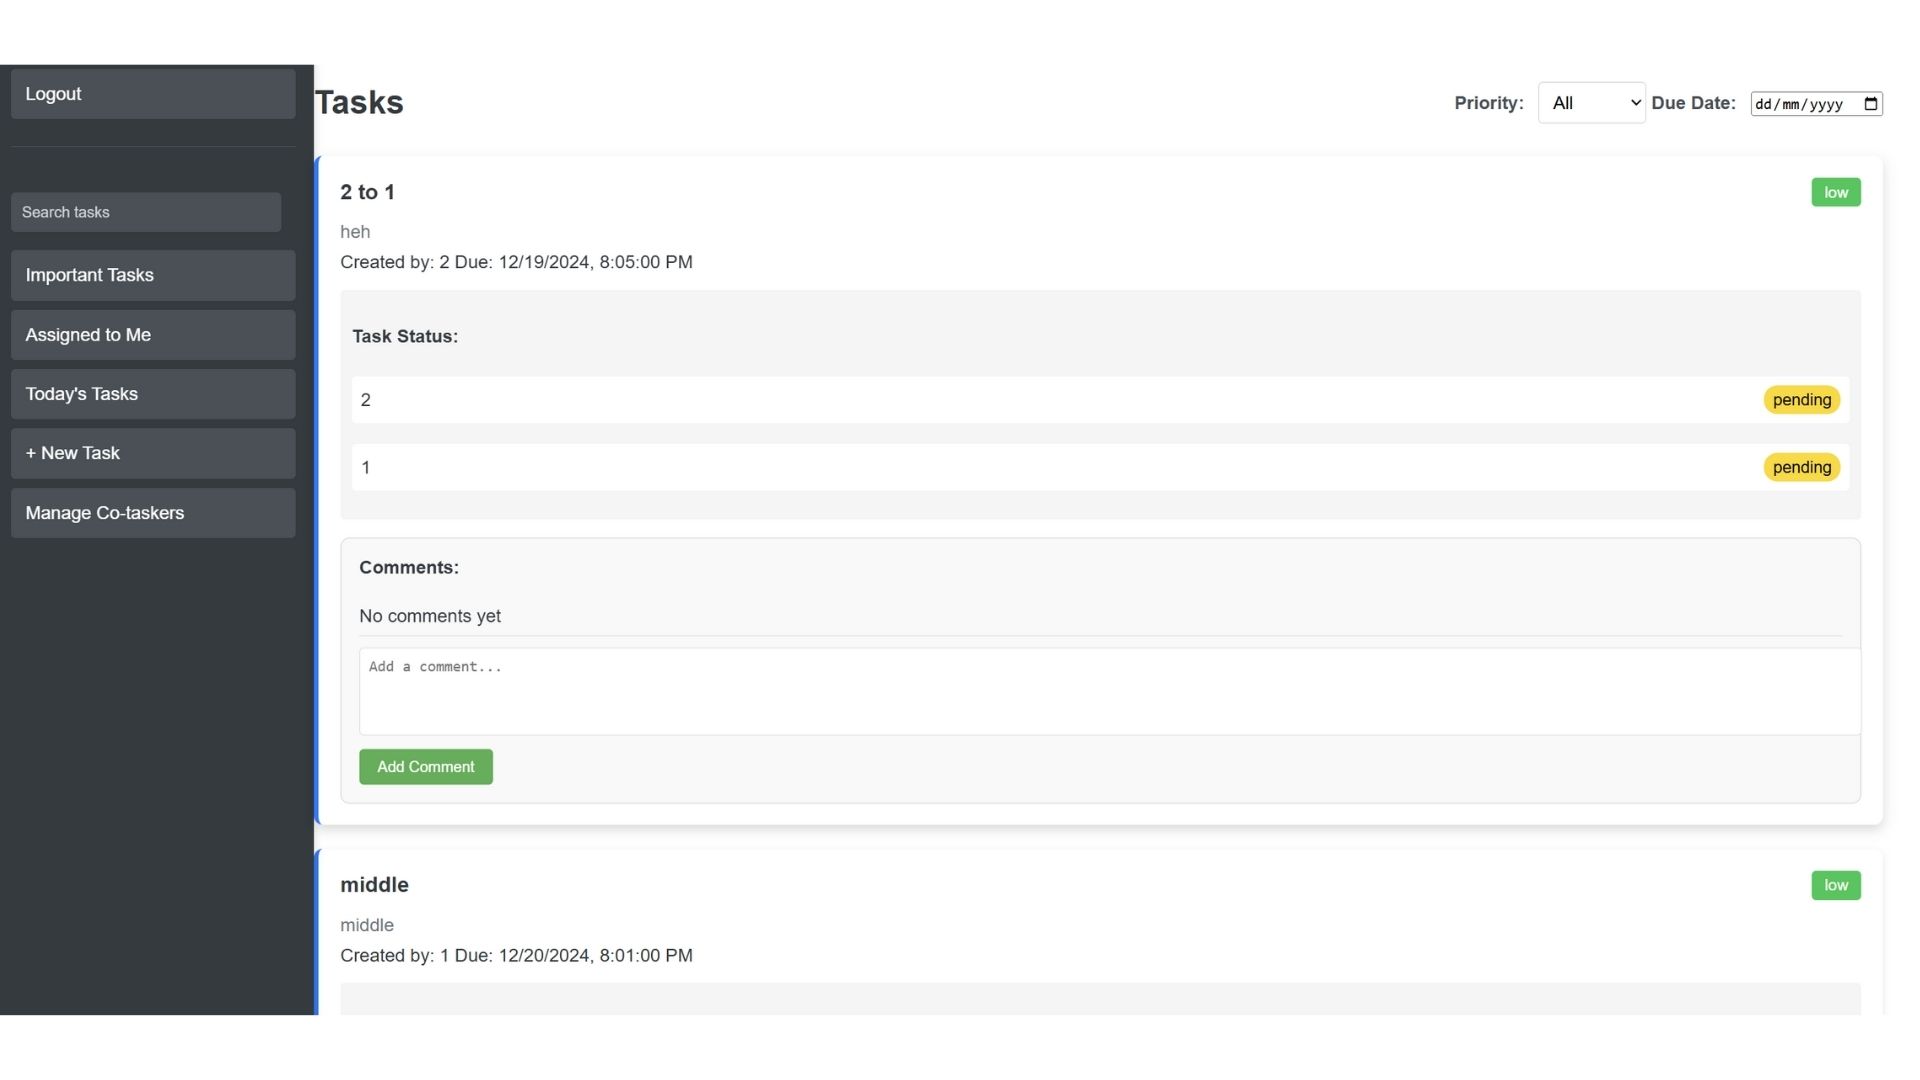 Logout
Search tasks
Important Tasks
Assigned to Me
Today's Tasks
+ New Task
Manage Co-taskers
Tasks
Priority: All Due Date: dd/mm/yyyy
2 to 1
low
heh
Created by: 2 Due: 12/19/2024, 8:05:00 PM
Task Status:
2 pending
1 pending
Comments:
No comments yet
Add a comment...
Add Comment
middle
low
middle
Created by: 1 Due: 12/20/2024, 8:01:00 PM